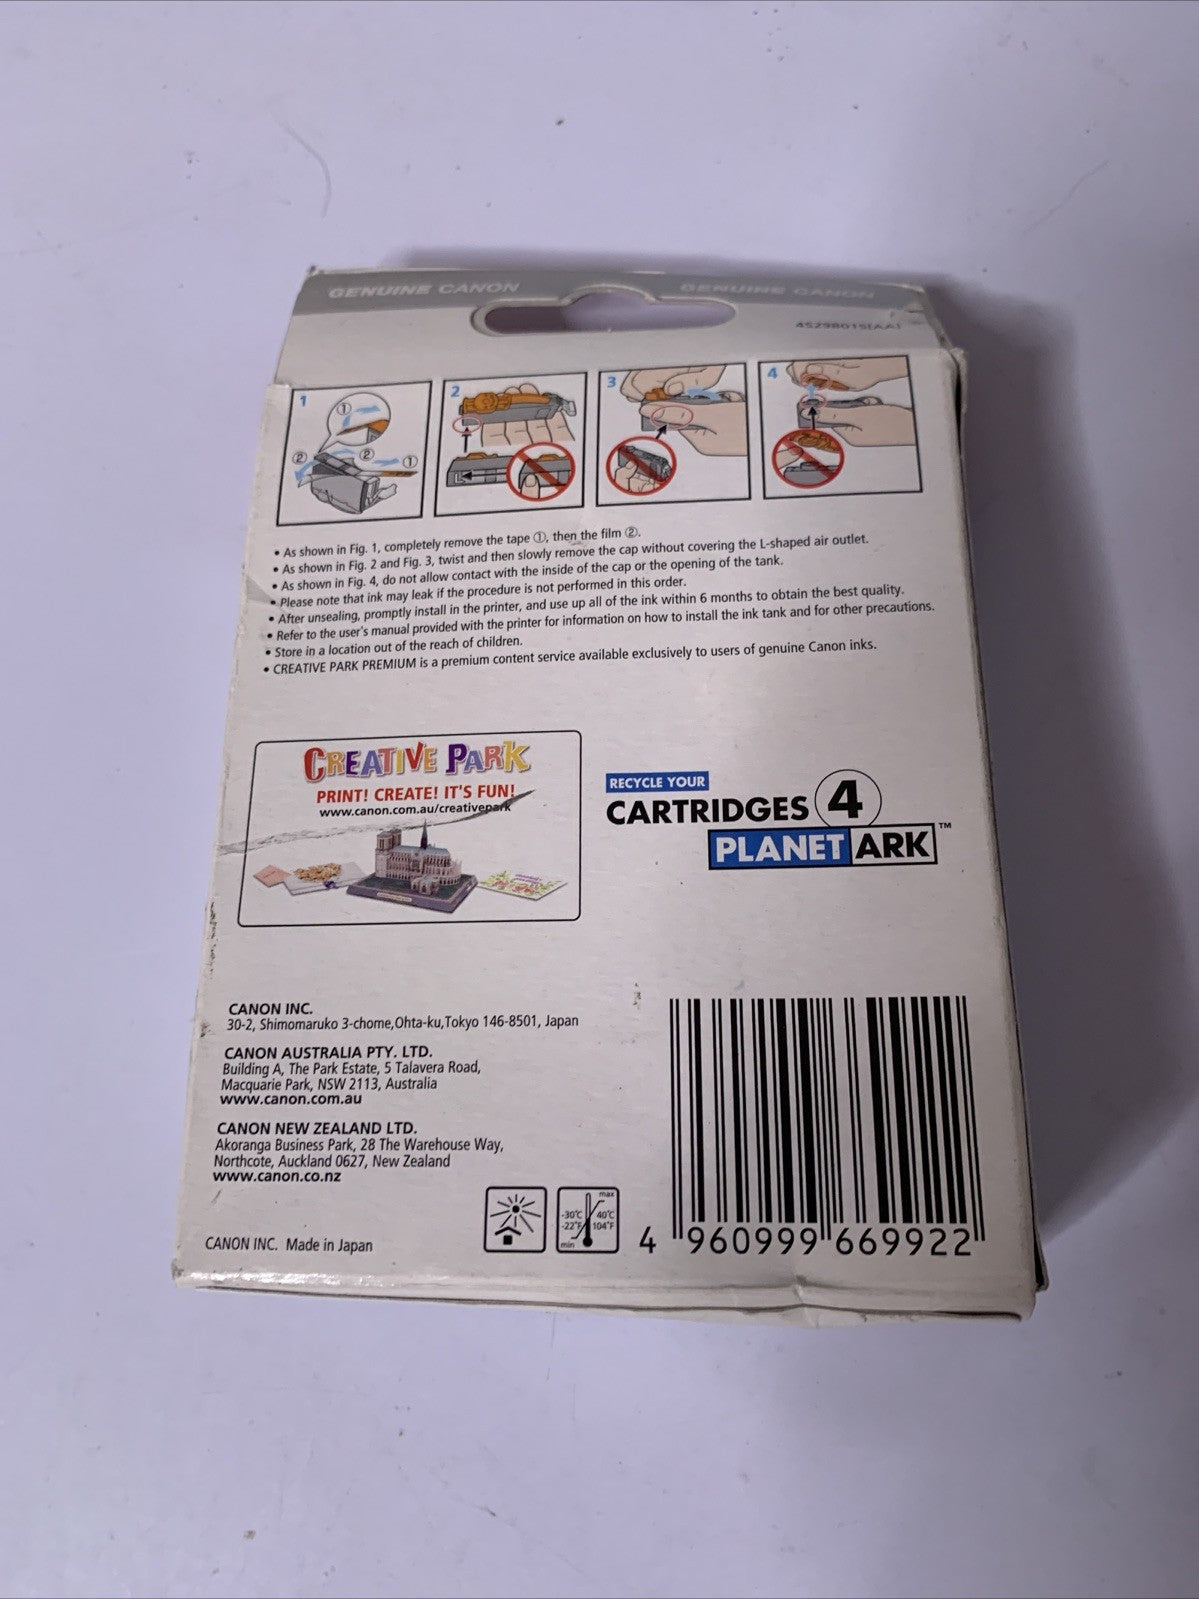 GENUINE CANON GENUINE CANON
45298015(AA)
1 ① ② ② ①
2
3
4
• As shown in Fig. 1, completely remove the tape ①, then the film ②.
• As shown in Fig. 2 and Fig. 3, twist and then slowly remove the cap without covering the L-shaped air outlet.
• As shown in Fig. 4, do not allow contact with the inside of the cap or the opening of the tank.
• Please note that ink may leak if the procedure is not performed in this order.
• After unsealing, promptly install in the printer, and use up all of the ink within 6 months to obtain the best quality.
• Refer to the user's manual provided with the printer for information on how to install the ink tank and for other precautions.
• Store in a location out of the reach of children.
• CREATIVE PARK PREMIUM is a premium content service available exclusively to users of genuine Canon inks.
CREATIVE PARK
PRINT! CREATE! IT'S FUN!
www.canon.com.au/creativepark
RECYCLE YOUR
CARTRIDGES 4
PLANET ARK™
CANON INC.
30-2, Shimomaruko 3-chome,Ohta-ku,Tokyo 146-8501, Japan
CANON AUSTRALIA PTY. LTD.
Building A, The Park Estate, 5 Talavera Road,
Macquarie Park, NSW 2113, Australia
www.canon.com.au
CANON NEW ZEALAND LTD.
Akoranga Business Park, 28 The Warehouse Way,
Northcote, Auckland 0627, New Zealand
www.canon.co.nz
CANON INC. Made in Japan
max
-30℃ 40℃
-22°F 104°F
min
4 960999 669922